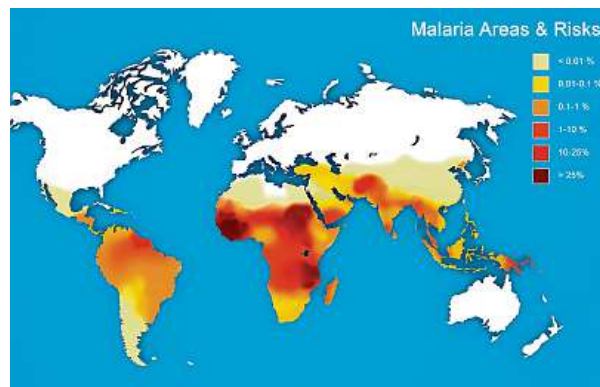 Malaria Areas & Risks
< 0.01 %
0.01-0.1 %
0.1-1 %
1-10 %
10-25%
> 25%